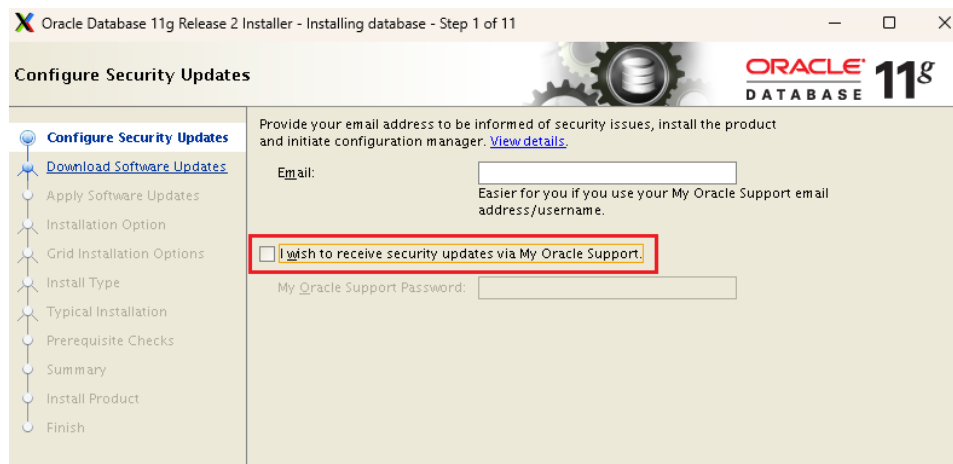 Oracle Database 11g Release 2 Installer - Installing database - Step 1 of 11
Configure Security Updates
ORACLE
DATABASE
11g
Configure Security Updates
Download Software Updates
Apply Software Updates
Installation Option
Grid Installation Options
Install Type
Typical Installation
Prerequisite Checks
Summary
Install Product
Finish
Provide your email address to be informed of security issues, install the product
and initiate configuration manager. View details.
Email:
Easier for you if you use your My Oracle Support email
address/username.
I wish to receive security updates via My Oracle Support.
My Oracle Support Password: